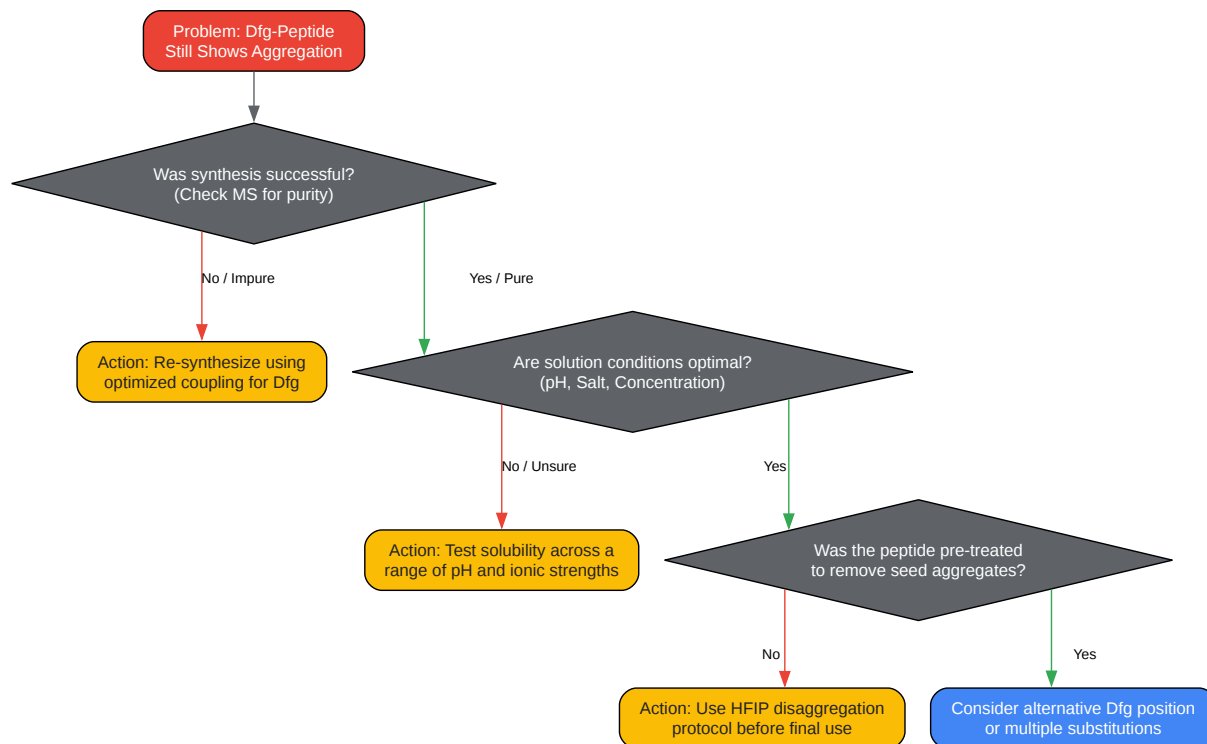 Problem: Dfg-Peptide
Still Shows Aggregation
Was synthesis successful?
(Check MS for purity)
No / Impure
Yes / Pure
Action: Re-synthesize using
optimized coupling for Dfg
Are solution conditions optimal?
(pH, Salt, Concentration)
No / Unsure
Yes
Action: Test solubility across a
range of pH and ionic strengths
Was the peptide pre-treated
to remove seed aggregates?
No
Yes
Action: Use HFIP disaggregation
protocol before final use
Consider alternative Dfg position
or multiple substitutions